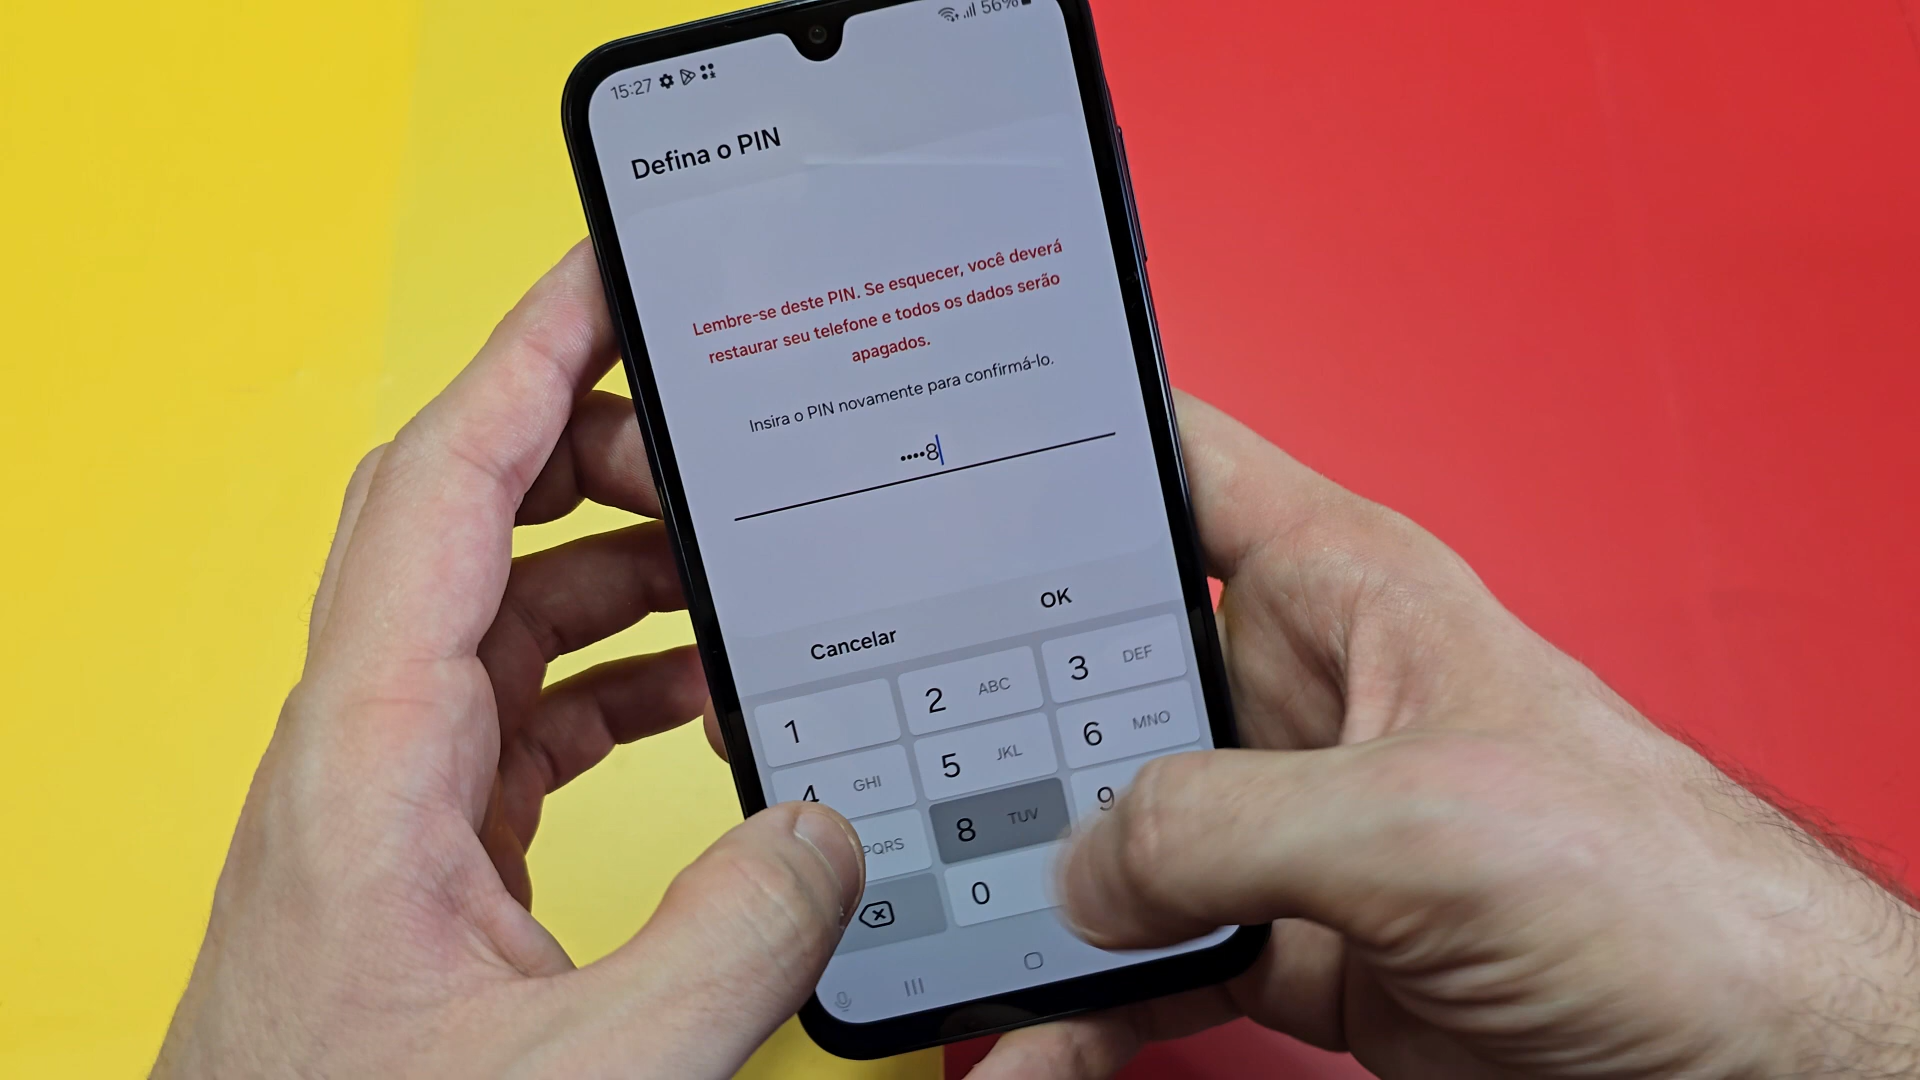 15:27
56%
Defina o PIN
Lembre-se deste PIN. Se esquecer, você deverá
restaurar seu telefone e todos os dados serão
apagados.
Insira o PIN novamente para confirmá-lo.
••••8
Cancelar
OK
1
2 ABC
3 DEF
4 GHI
5 JKL
6 MNO
PQRS
8 TUV
9
0